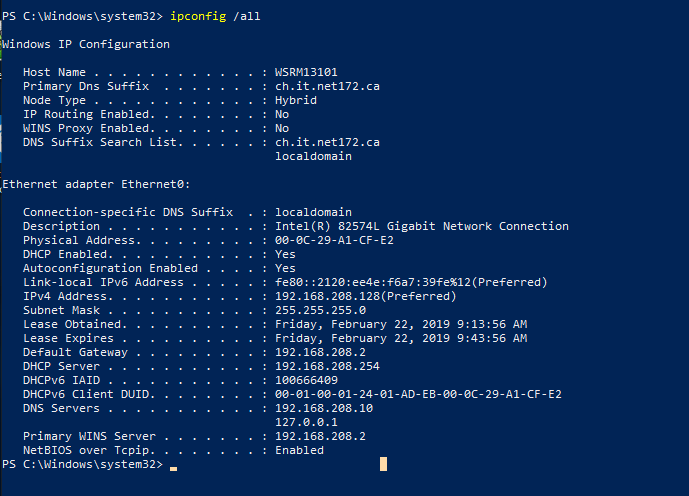 PS C:\Windows\system32> ipconfig /all
Windows IP Configuration
Host Name . . . . . . . . . . . . : WSRM13101
Primary Dns Suffix  . . . . . . . : ch.it.net172.ca
Node Type . . . . . . . . . . . . : Hybrid
IP Routing Enabled. . . . . . . . : No
WINS Proxy Enabled. . . . . . . . : No
DNS Suffix Search List. . . . . . : ch.it.net172.ca
localdomain
Ethernet adapter Ethernet0:
Connection-specific DNS Suffix  . : localdomain
Description . . . . . . . . . . . : Intel(R) 82574L Gigabit Network Connection
Physical Address. . . . . . . . . : 00-0C-29-A1-CF-E2
DHCP Enabled. . . . . . . . . . . : Yes
Autoconfiguration Enabled . . . . : Yes
Link-local IPv6 Address . . . . . : fe80::2120:ee4e:f6a7:39fe%12(Preferred)
IPv4 Address. . . . . . . . . . . : 192.168.208.128(Preferred)
Subnet Mask . . . . . . . . . . . : 255.255.255.0
Lease Obtained. . . . . . . . . . : Friday, February 22, 2019 9:13:56 AM
Lease Expires . . . . . . . . . . : Friday, February 22, 2019 9:43:56 AM
Default Gateway . . . . . . . . . : 192.168.208.2
DHCP Server . . . . . . . . . . . : 192.168.208.254
DHCPv6 IAID . . . . . . . . . . . : 100666409
DHCPv6 Client DUID. . . . . . . . : 00-01-00-01-24-01-AD-EB-00-0C-29-A1-CF-E2
DNS Servers . . . . . . . . . . . : 192.168.208.10
127.0.0.1
Primary WINS Server . . . . . . . : 192.168.208.2
NetBIOS over Tcpip. . . . . . . . : Enabled
PS C:\Windows\system32>